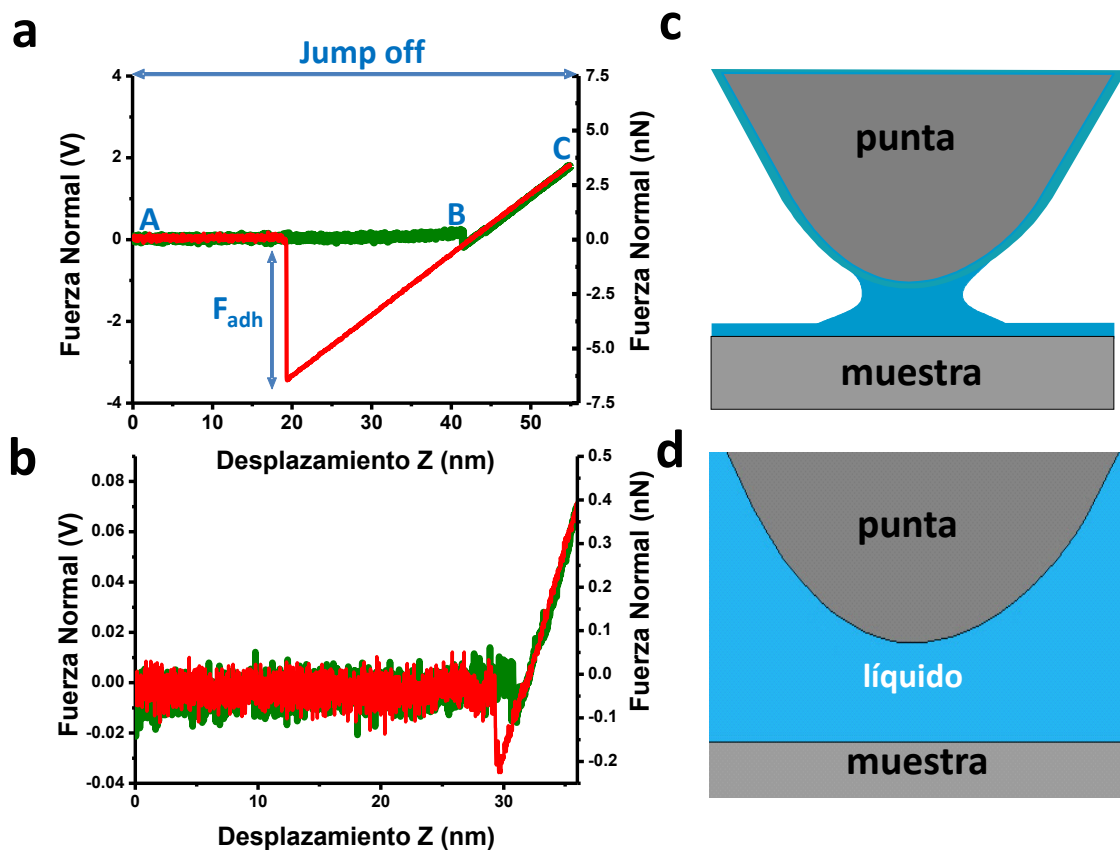 a
Jump off
4
2
0
-2
-4
Fuerza Normal (V)
A
B
C
F adh
7.5
5.0
2.5
0.0
-2.5
-5.0
-7.5
Fuerza Normal (nN)
0
10
20
30
40
50
Desplazamiento Z (nm)
b
0.08
0.06
0.04
0.02
0.00
-0.02
-0.04
Fuerza Normal (V)
0.5
0.4
0.3
0.2
0.1
0.0
-0.1
-0.2
Fuerza Normal (nN)
0
10
20
30
Desplazamiento Z (nm)
c
punta
muestra
d
punta
líquido
muestra